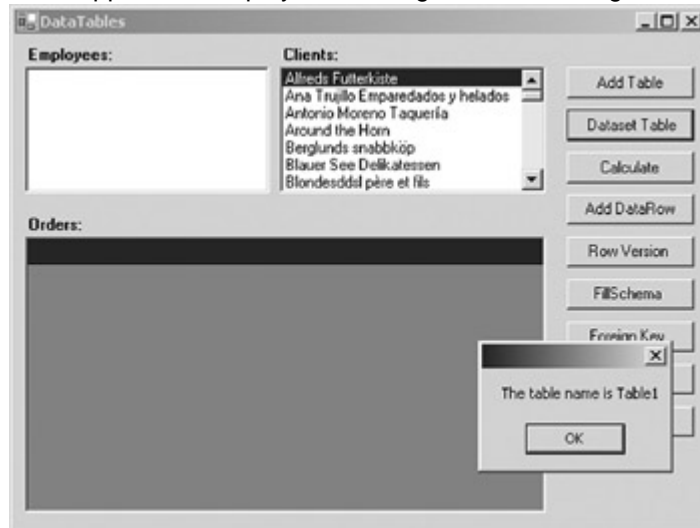 DataTables
Employees:
Clients:
Alfreds Futterkiste
Ana Trujillo Emparedados y helados
Antonio Moreno Taquería
Around the Horn
Berglunds snabbköp
Blauer See Delikatessen
Blondesddsl père et fils
Add Table
Dataset Table
Calculate
Add DataRow
Row Version
FillSchema
Foreign Key
Orders:
The table name is Table1
OK